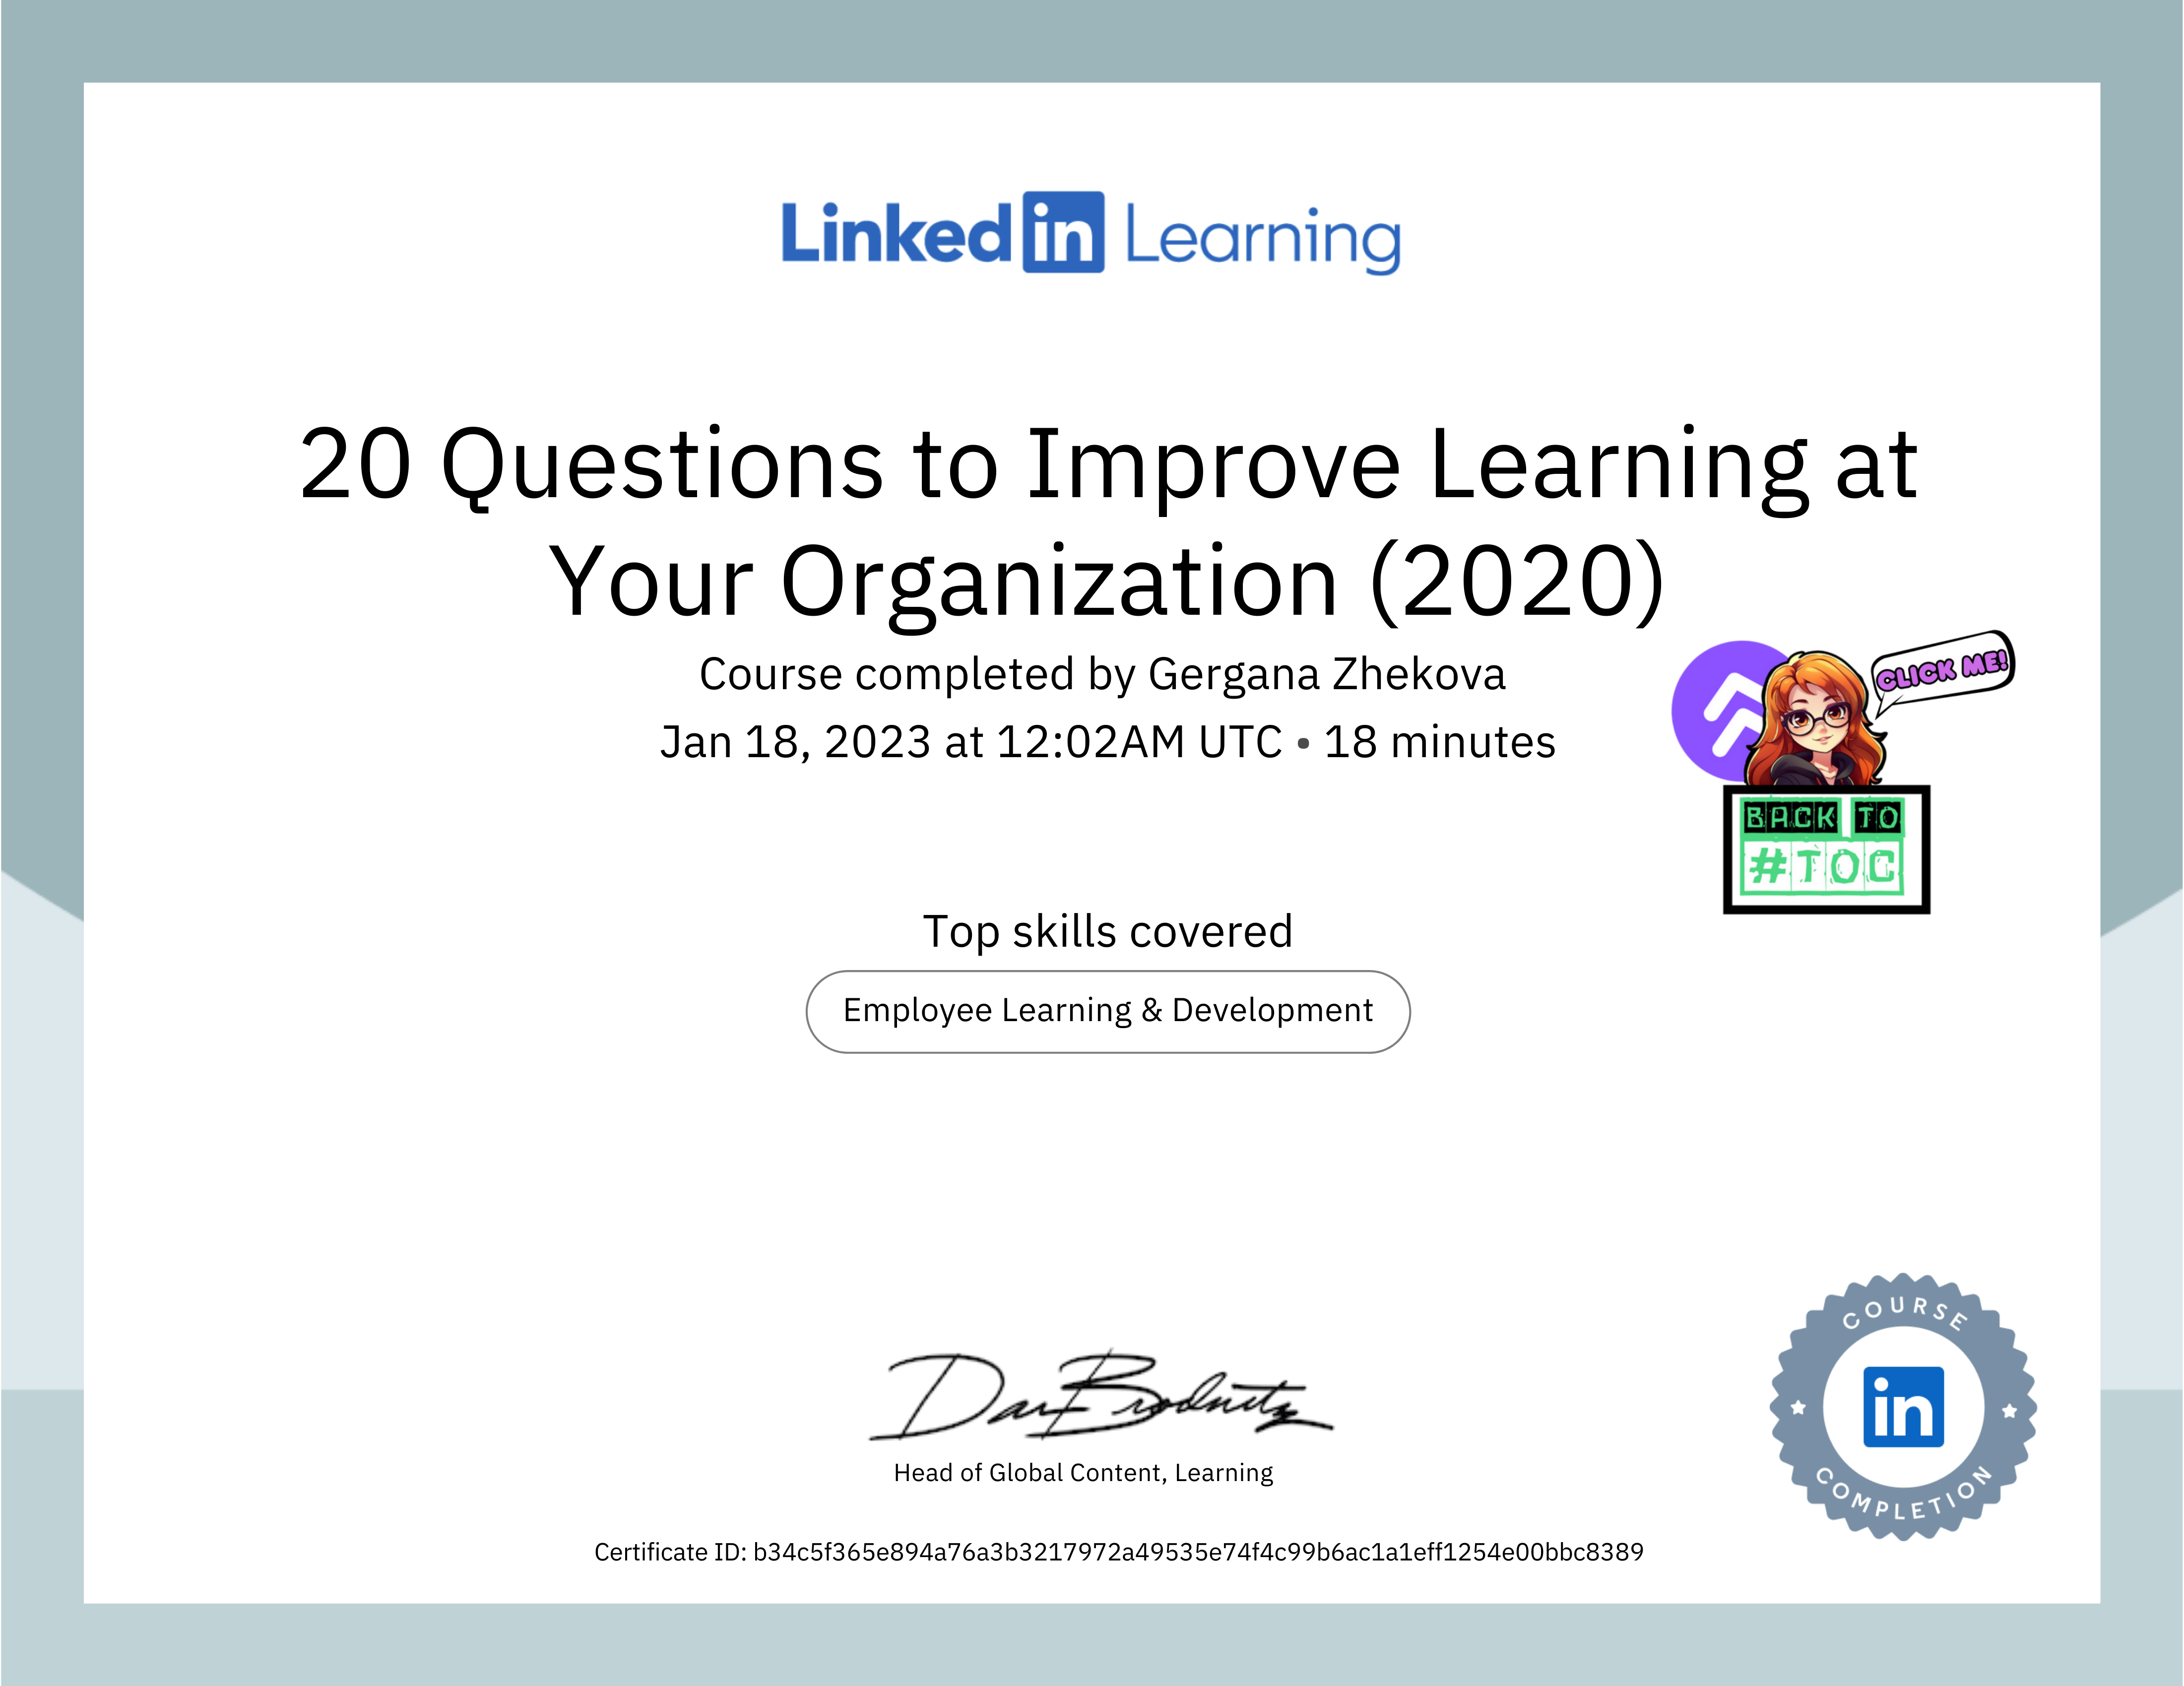 Linked in Learning
20 Questions to Improve Learning at
Your Organization (2020)
Course completed by Gergana Zhekova
Jan 18, 2023 at 12:02AM UTC • 18 minutes
CLICK ME!
BACK TO
#TOC
Top skills covered
Employee Learning & Development
Dan Brodnitz
Head of Global Content, Learning
Certificate ID: b34c5f365e894a76a3b3217972a49535e74f4c99b6ac1a1eff1254e00bbc8389
COURSE
in
COMPLETION